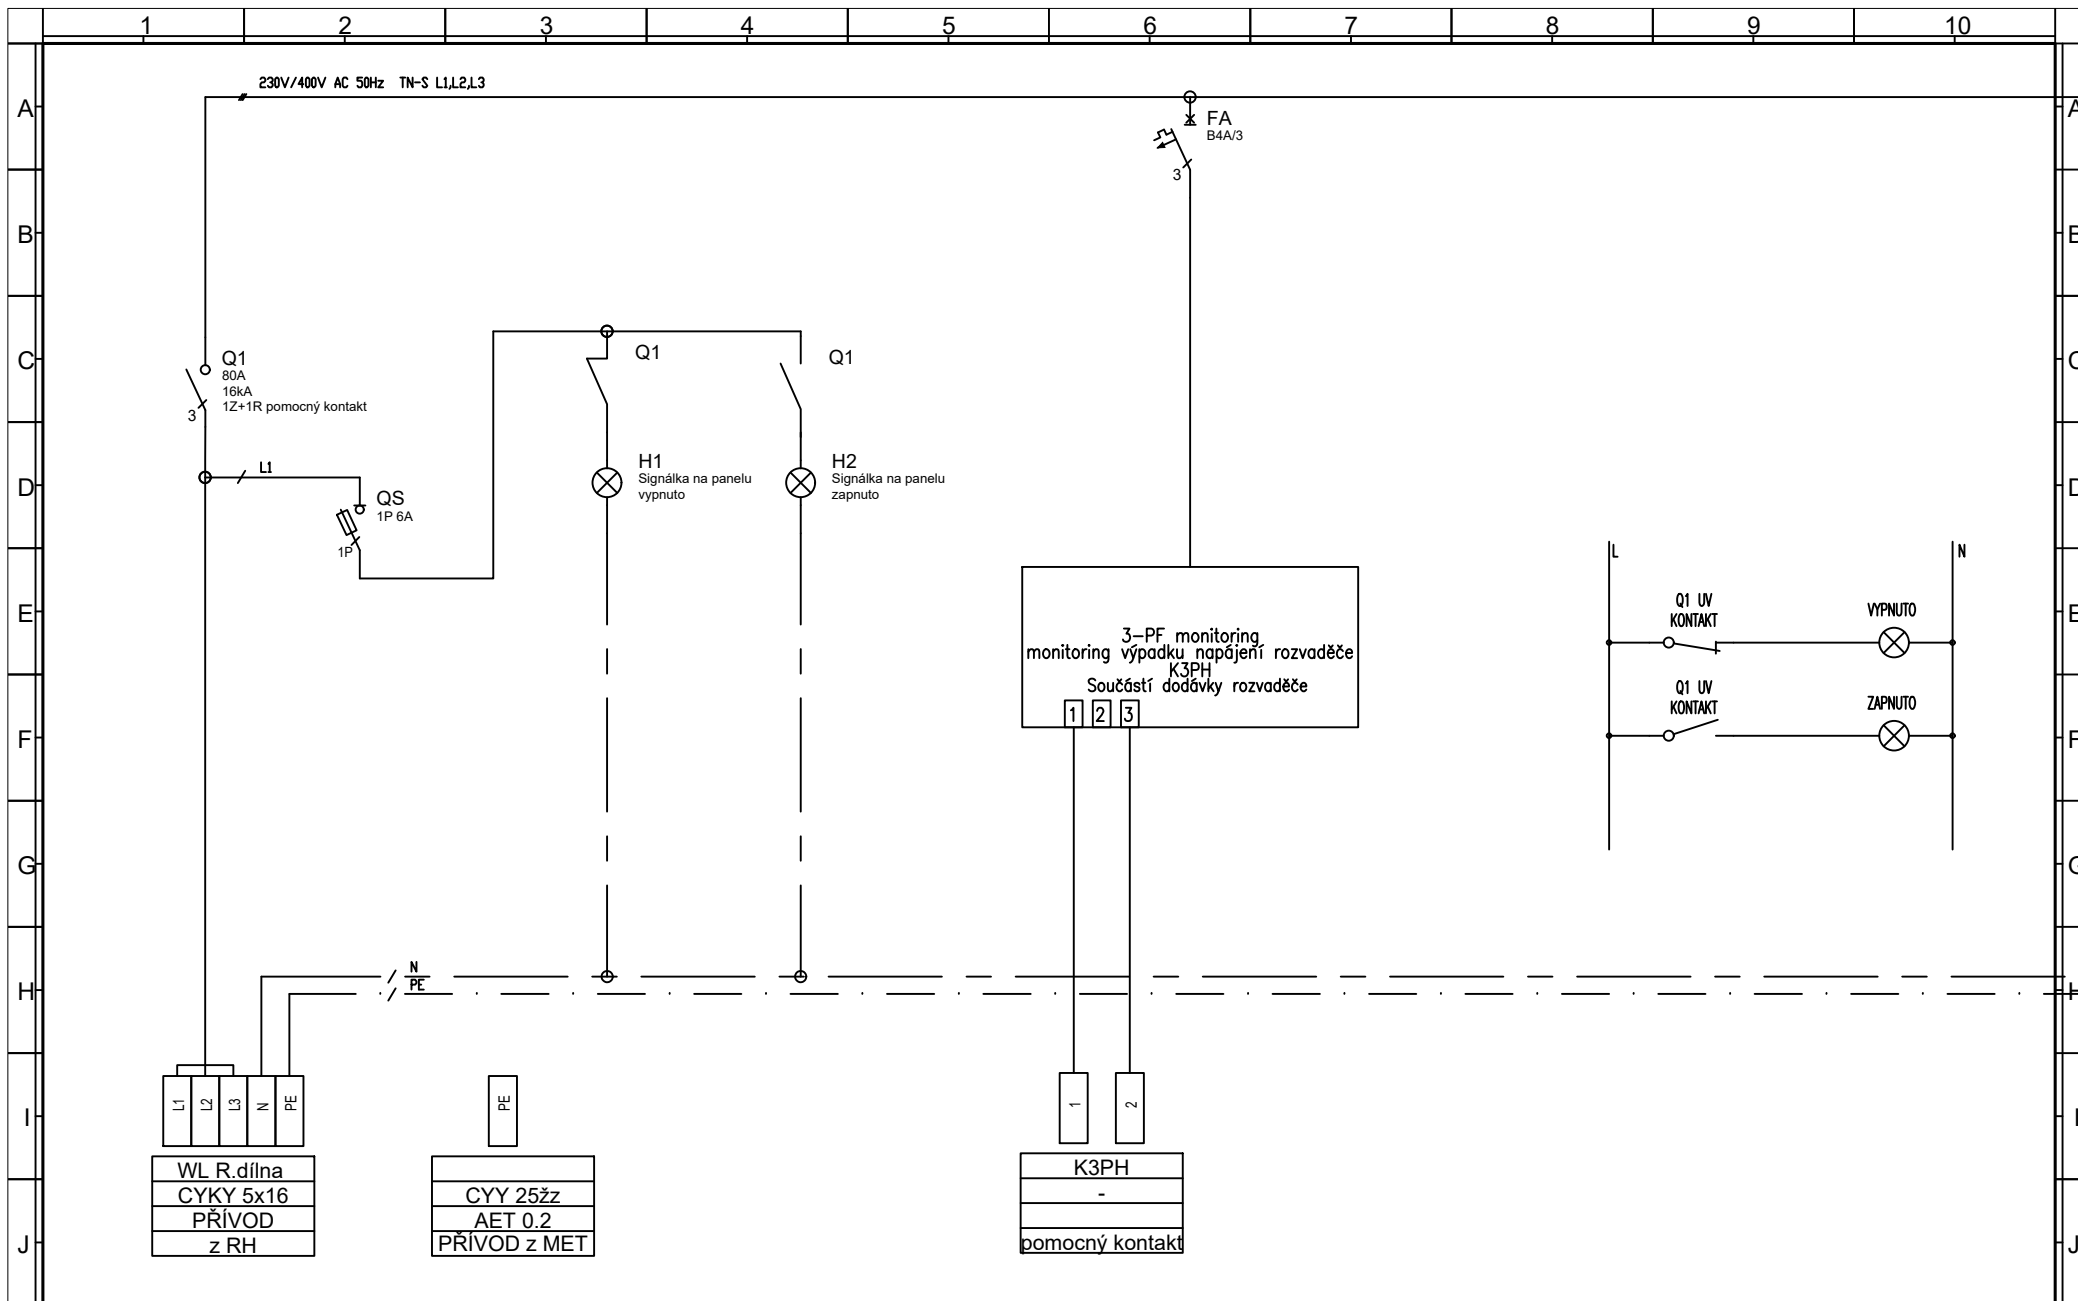 1 2 3 4 5 6 7 8 9 10
A
B
C
D
E
F
G
H
I
J
230V/400V AC 50Hz TN-S L1,L2,L3
FA
B4A/3
3
Q1
80A
16kA
1Z+1R pomocný kontakt
3
Q1
Q1
L1
QS
1P 6A
1P
H1
Signálka na panelu
vypnuto
H2
Signálka na panelu
zapnuto
3-PF monitoring
monitoring výpadku napájení rozvaděče
K3PH
Součástí dodávky rozvaděče
1 2 3
L
N
Q1 UV
KONTAKT
VYPNUTO
Q1 UV
KONTAKT
ZAPNUTO
N
PE
L1 L2 L3 N PE
PE
1 2
WL R.dílna
CYKY 5x16
PŘÍVOD
z RH
CYY 25žz
AET 0.2
PŘÍVOD z MET
K3PH
-
pomocný kontakt
A
B
C
D
E
F
G
H
I
J